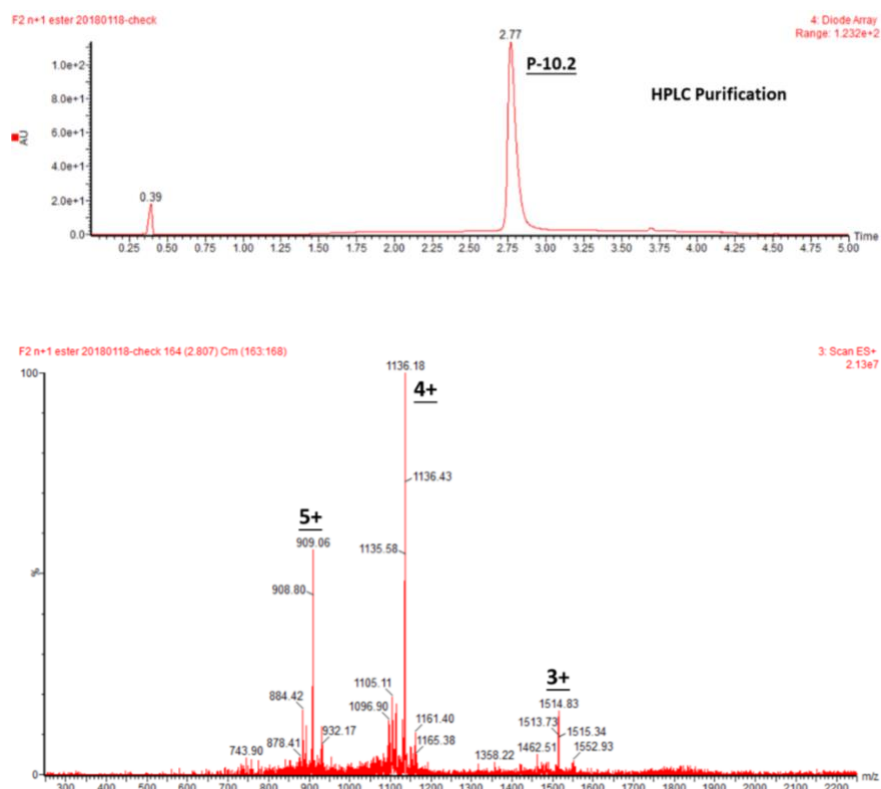 F2 n+1 ester 20180118-check
4: Diode Array
Range: 1.232e+2
2.77
P-10.2
HPLC Purification
1.0e+2
8.0e+1
6.0e+1
4.0e+1
2.0e+1
0.0
AU
0.39
0.25 0.50 0.75 1.00 1.25 1.50 1.75 2.00 2.25 2.50 2.75 3.00 3.25 3.50 3.75 4.00 4.25 4.50 4.75 5.00
Time
F2 n+1 ester 20180118-check 164 (2.807) Cm (163:168)
3: Scan ES+
2.13e7
100
1136.18
4+
1136.43
5+
909.06
1135.58
%
908.80
3+
1514.83
1105.11
884.42
1096.90
1513.73
1515.34
932.17
1161.40
878.41
1165.38
743.90
1358.22
1462.51
1552.93
0
300 400 500 600 700 800 900 1000 1100 1200 1300 1400 1500 1600 1700 1800 1900 2000 2100 2200
m/z